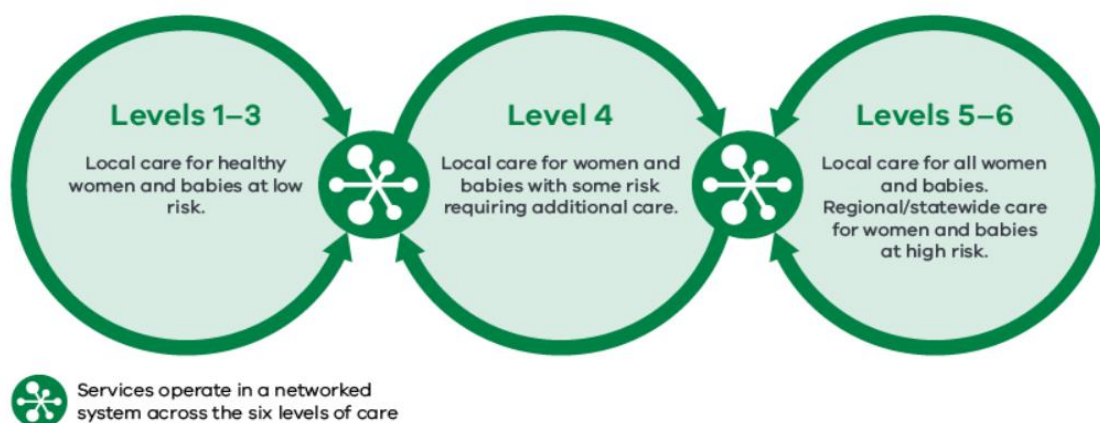 Levels 1–3
Local care for healthy
women and babies at low
risk.
Level 4
Local care for women and
babies with some risk
requiring additional care.
Levels 5–6
Local care for all women
and babies.
Regional/statewide care
for women and babies
at high risk.
Services operate in a networked
system across the six levels of care